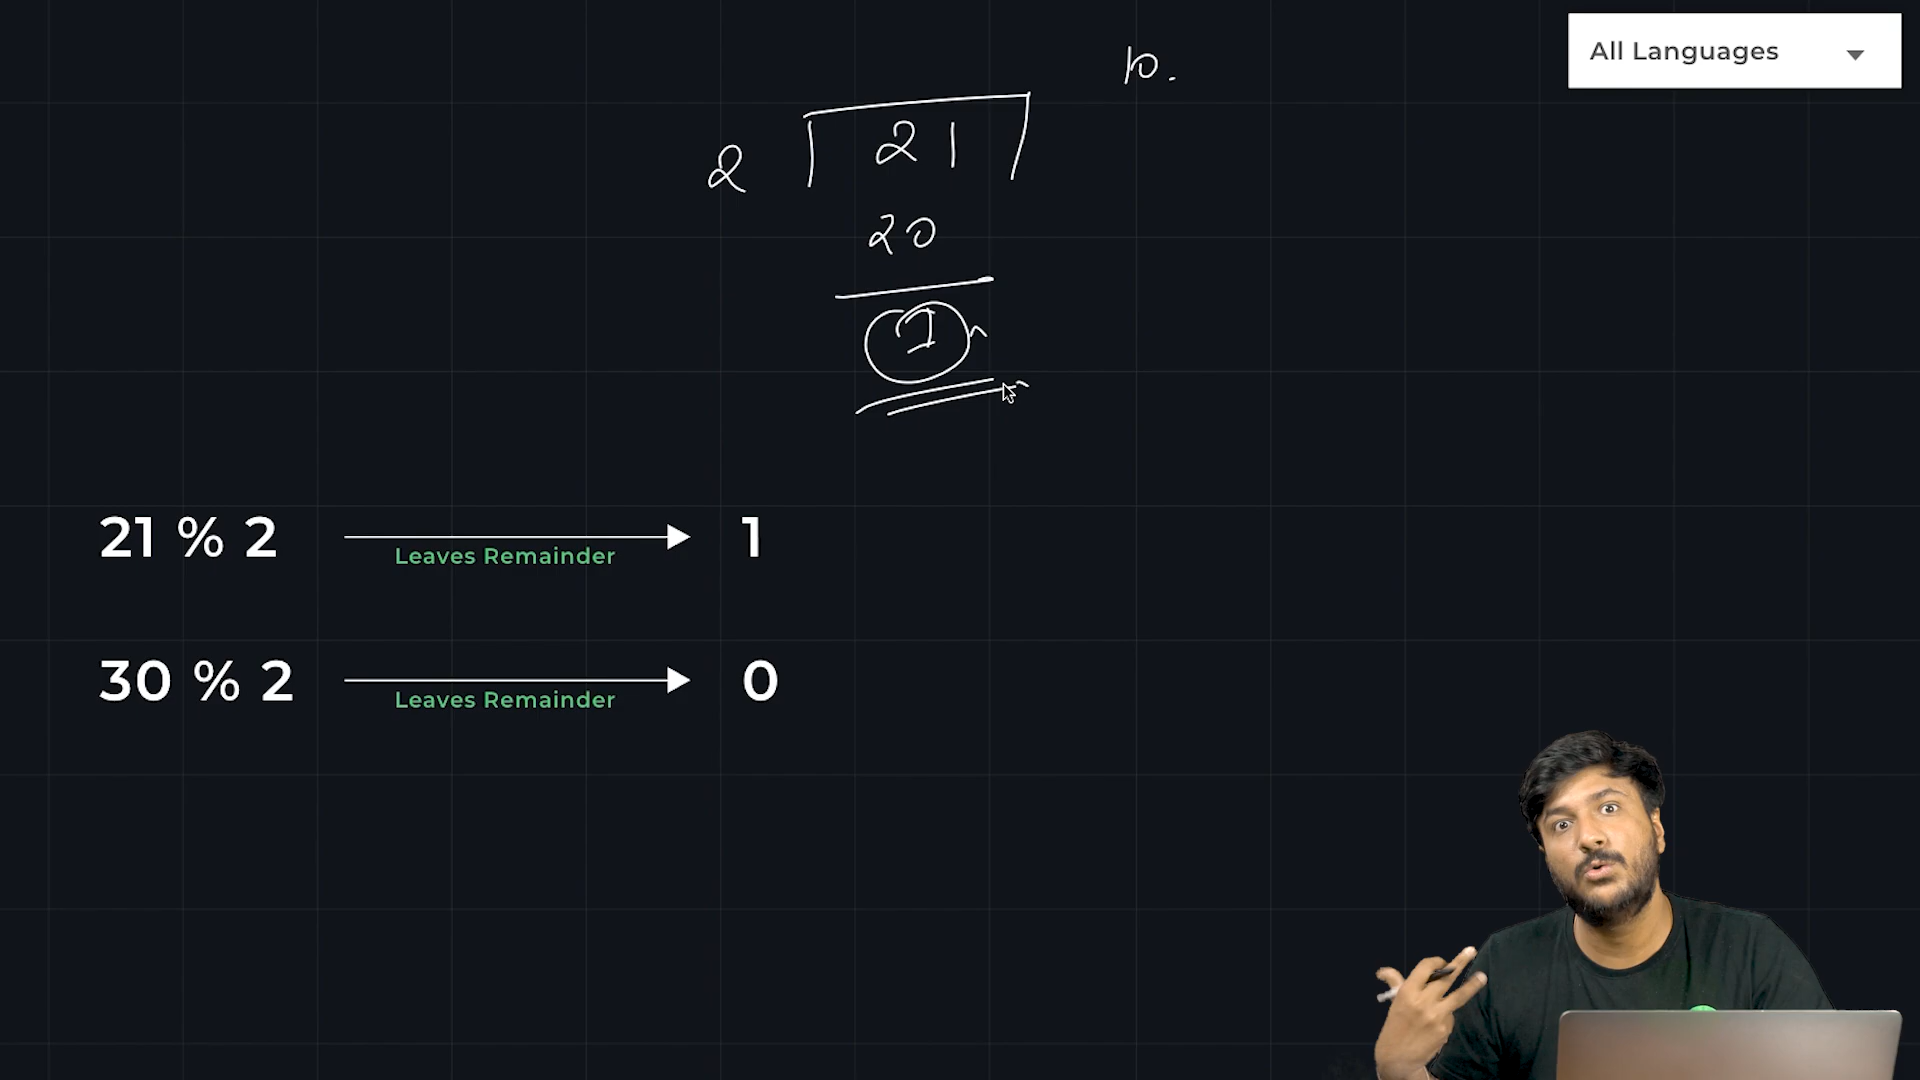 All Languages
10.
2 21
20
1
21 % 2 Leaves Remainder 1
30 % 2 Leaves Remainder 0